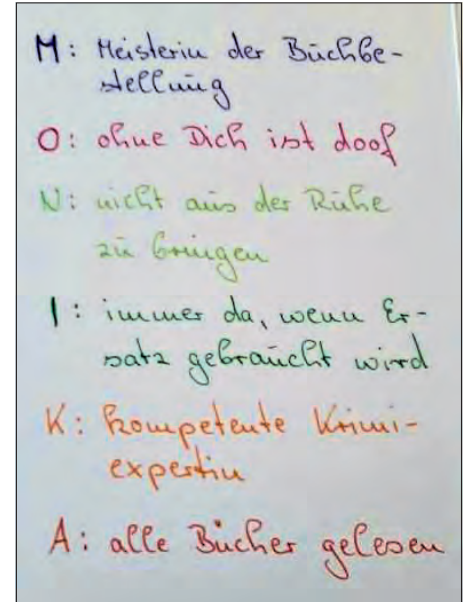 M: Meisterin der Buchbe-
stellung
O: ohne Dich ist doof
N: nicht aus der Ruhe
zu bringen
I: immer da, wenn Er-
satz gebraucht wird
K: kompetente Krimi-
expertin
A: alle Bücher gelesen